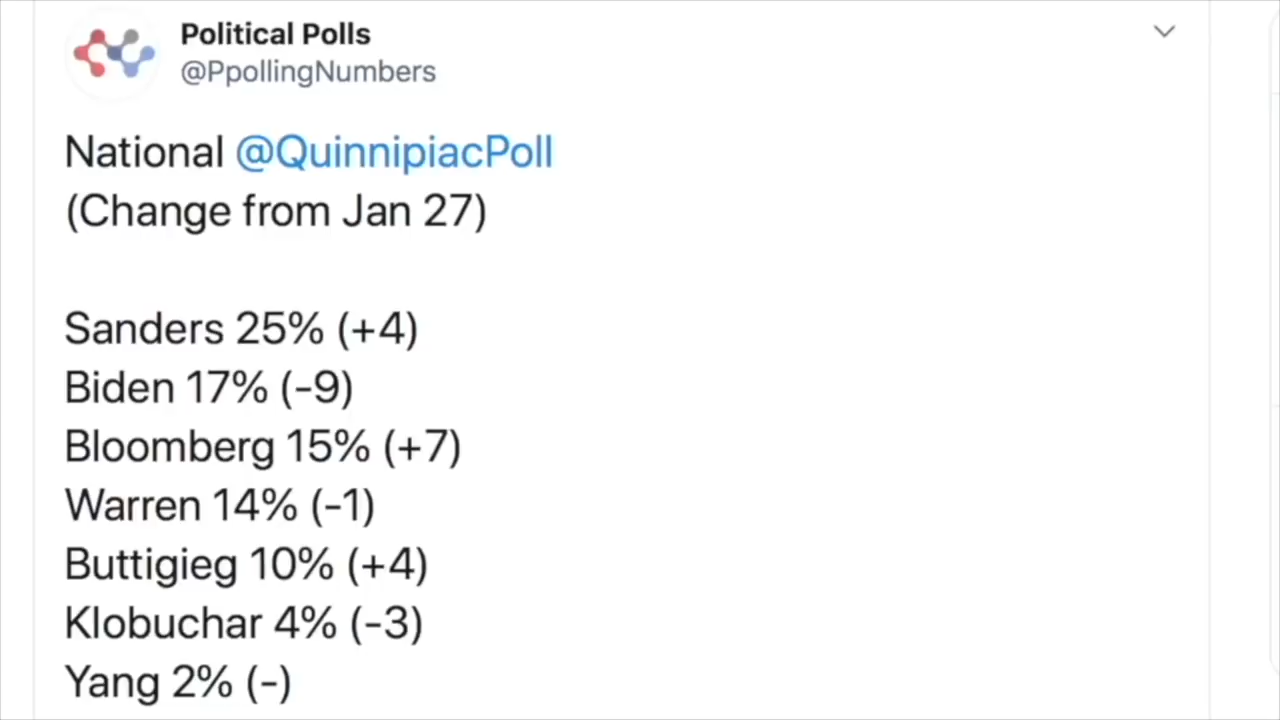 Political Polls
@PpollingNumbers
National @QuinnipiacPoll
(Change from Jan 27)
Sanders 25% (+4)
Biden 17% (-9)
Bloomberg 15% (+7)
Warren 14% (-1)
Buttigieg 10% (+4)
Klobuchar 4% (-3)
Yang 2% (-)